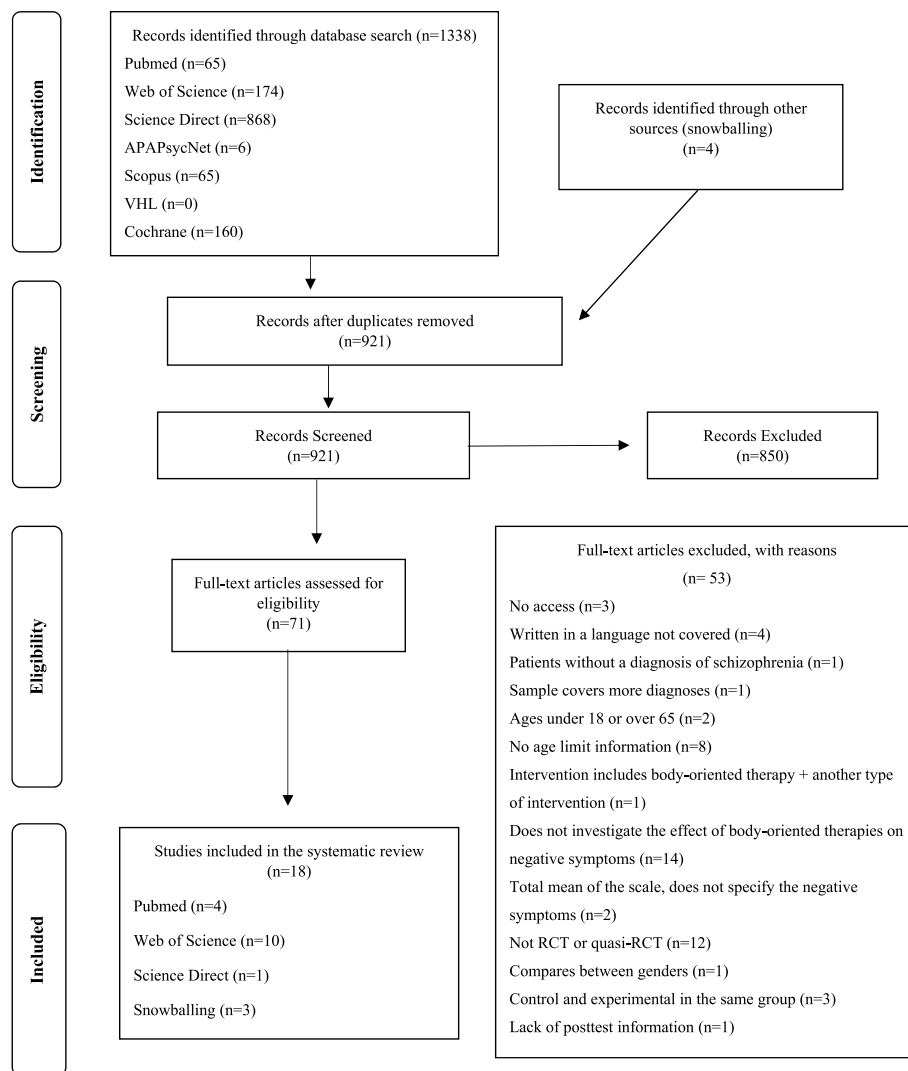 Identification
Records identified through database search (n=1338)
Pubmed (n=65)
Web of Science (n=174)
Science Direct (n=868)
APAPsycNet (n=6)
Scopus (n=65)
VHL (n=0)
Cochrane (n=160)
Records identified through other
sources (snowballing)
(n=4)
Screening
Records after duplicates removed
(n=921)
Records Screened
(n=921)
Records Excluded
(n=850)
Eligibility
Full-text articles assessed for
eligibility
(n=71)
Full-text articles excluded, with reasons
(n= 53)
No access (n=3)
Written in a language not covered (n=4)
Patients without a diagnosis of schizophrenia (n=1)
Sample covers more diagnoses (n=1)
Ages under 18 or over 65 (n=2)
No age limit information (n=8)
Intervention includes body-oriented therapy + another type
of intervention (n=1)
Does not investigate the effect of body-oriented therapies on
negative symptoms (n=14)
Total mean of the scale, does not specify the negative
symptoms (n=2)
Not RCT or quasi-RCT (n=12)
Compares between genders (n=1)
Control and experimental in the same group (n=3)
Lack of posttest information (n=1)
Included
Studies included in the systematic review
(n=18)
Pubmed (n=4)
Web of Science (n=10)
Science Direct (n=1)
Snowballing (n=3)